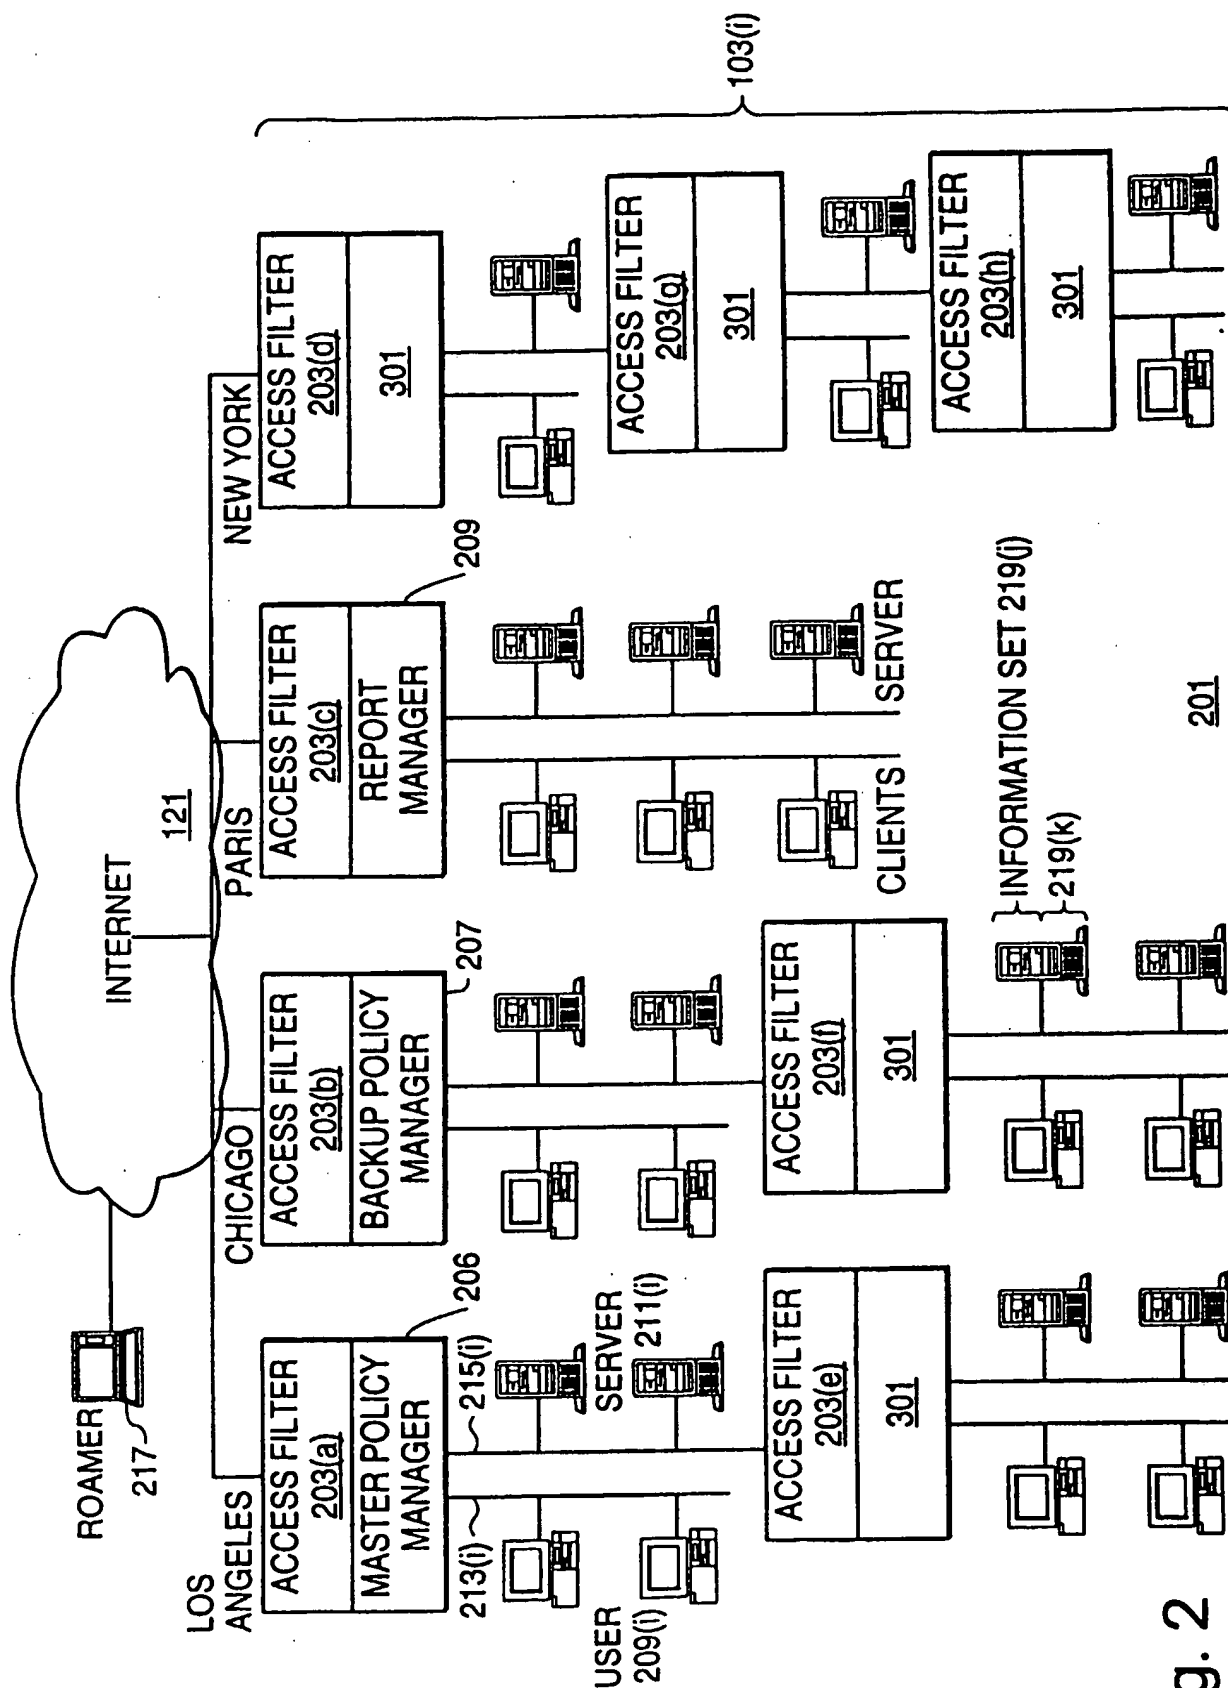 ROAMER
217
INTERNET
121
LOS
ANGELES
CHICAGO
PARIS
NEW YORK
ACCESS FILTER
203(a)
MASTER POLICY
MANAGER
206
ACCESS FILTER
203(b)
BACKUP POLICY
MANAGER
207
ACCESS FILTER
203(c)
REPORT
MANAGER
209
ACCESS FILTER
203(d)
301
103(i)
213(i)
215(i)
USER
209(i)
SERVER
211(i)
ACCESS FILTER
203(e)
301
ACCESS FILTER
203(f)
301
CLIENTS
SERVER
ACCESS FILTER
203(g)
301
ACCESS FILTER
203(h)
301
INFORMATION SET 219(j)
219(k)
201
g. 2